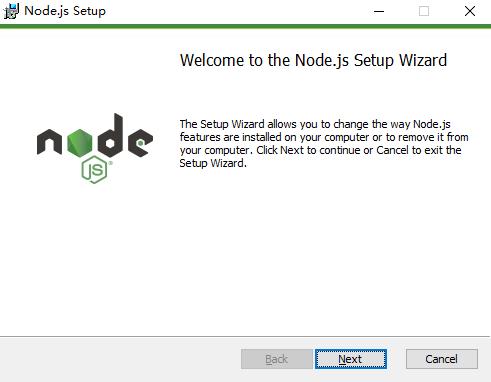 Node.js Setup
Welcome to the Node.js Setup Wizard
The Setup Wizard allows you to change the way Node.js
features are installed on your computer or to remove it from
your computer. Click Next to continue or Cancel to exit the
Setup Wizard.
node
JS
Back
Next
Cancel